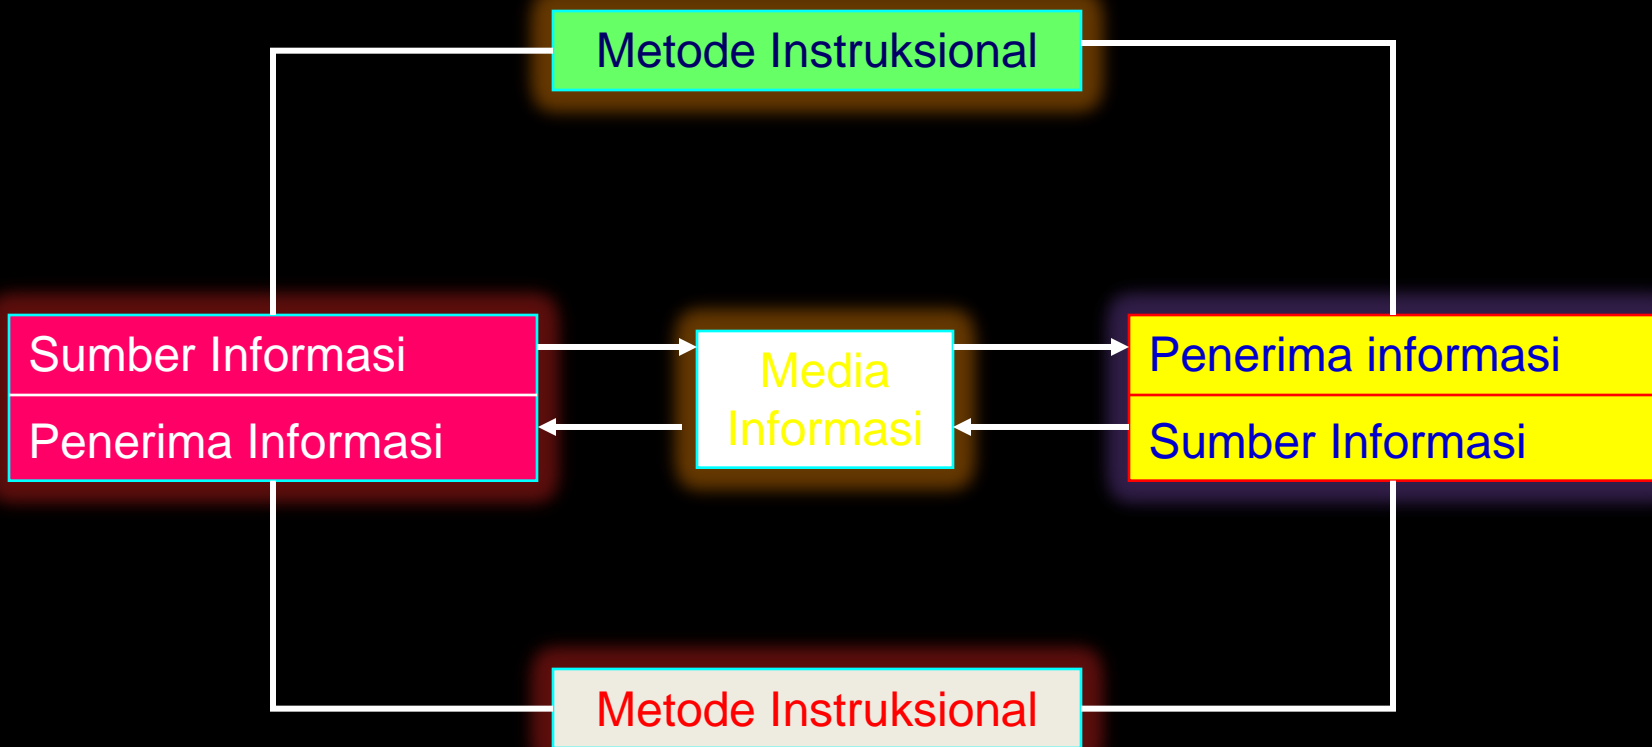 Metode Instruksional
Sumber Informasi
Penerima Informasi
Media
Informasi
Penerima informasi
Sumber Informasi
Metode Instruksional